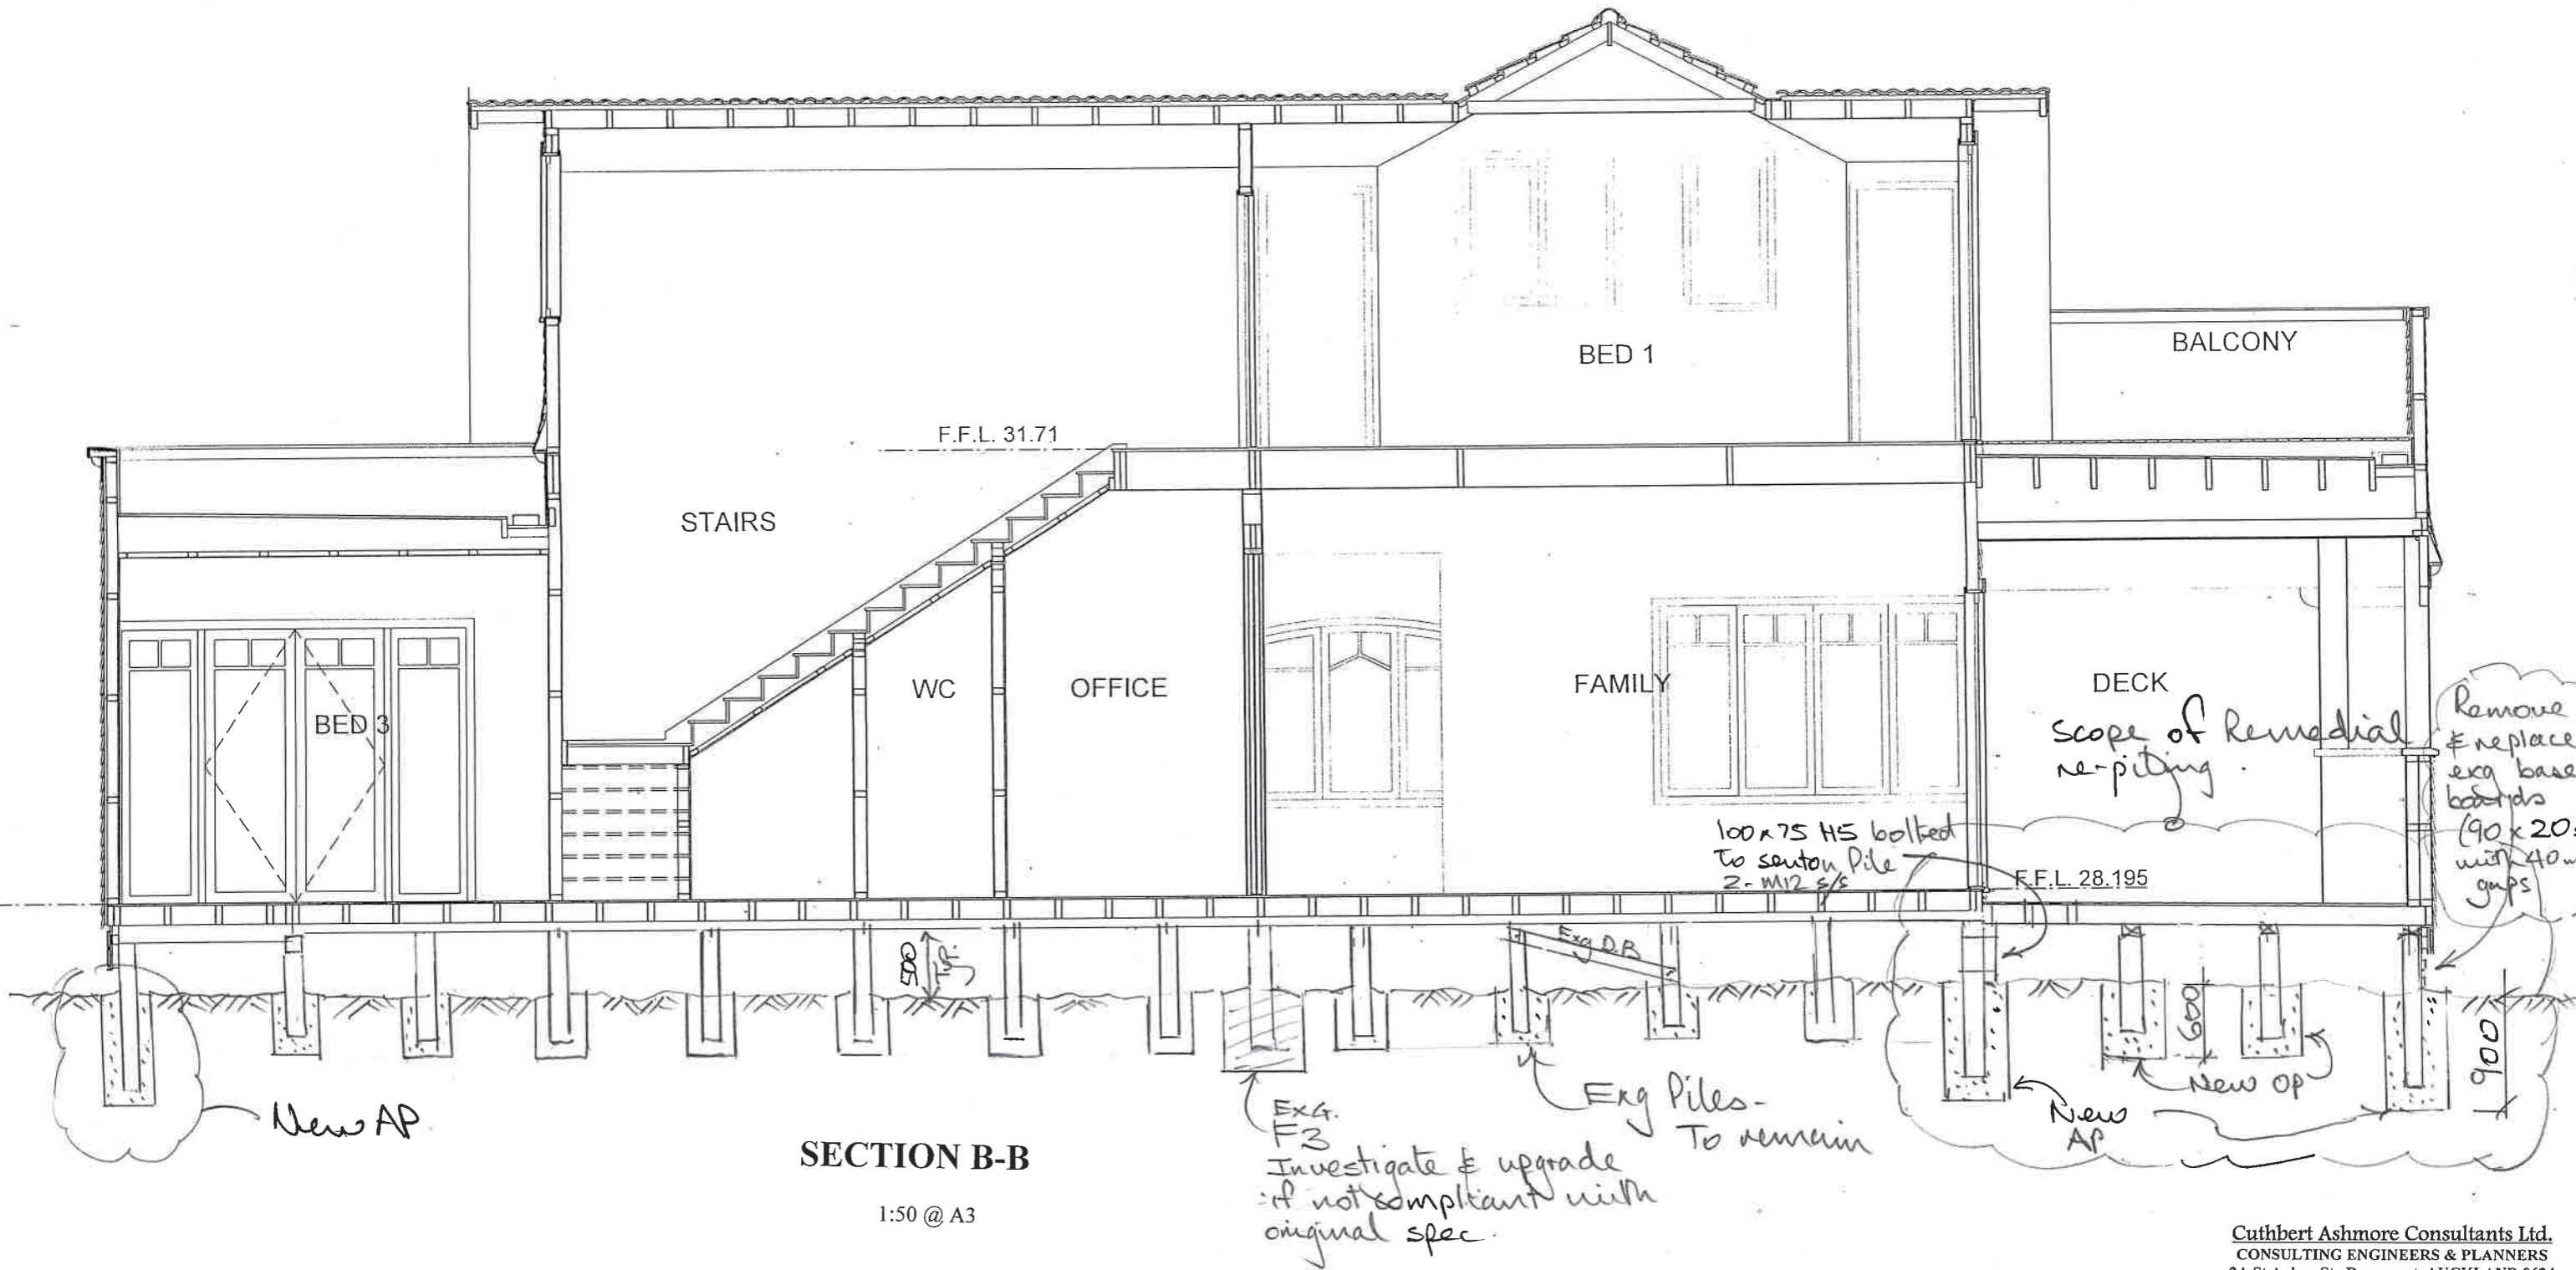 BED 1
BALCONY
F.F.L. 31.71
STAIRS
WC
OFFICE
FAMILY
DECK
BED 3
scope of Remedial
re-piling.
Remove
& replace
exg base
boards
(90 x 20
with 40
gaps
100x75 H5 bolted
To senton Pile
2- M12 s/s
F.F.L. 28.195
500
Typ.
Exg D.B
600
900
New AP
New OP
New
AP
Exg Piles-
To remain
EXG.
F3
Investigate & upgrade
if not compliant with
original spec.
SECTION B-B
1:50 @ A3
Cuthbert Ashmore Consultants Ltd.
CONSULTING ENGINEERS & PLANNERS